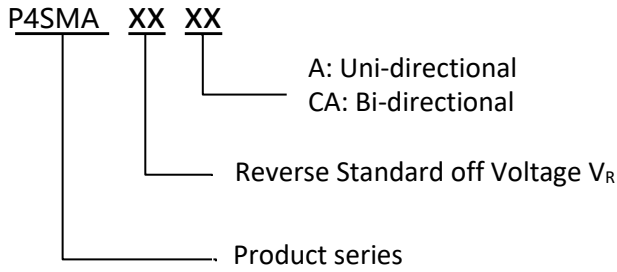 P4SMA XX XX
A: Uni-directional
CA: Bi-directional
Reverse Standard off Voltage VR
Product series